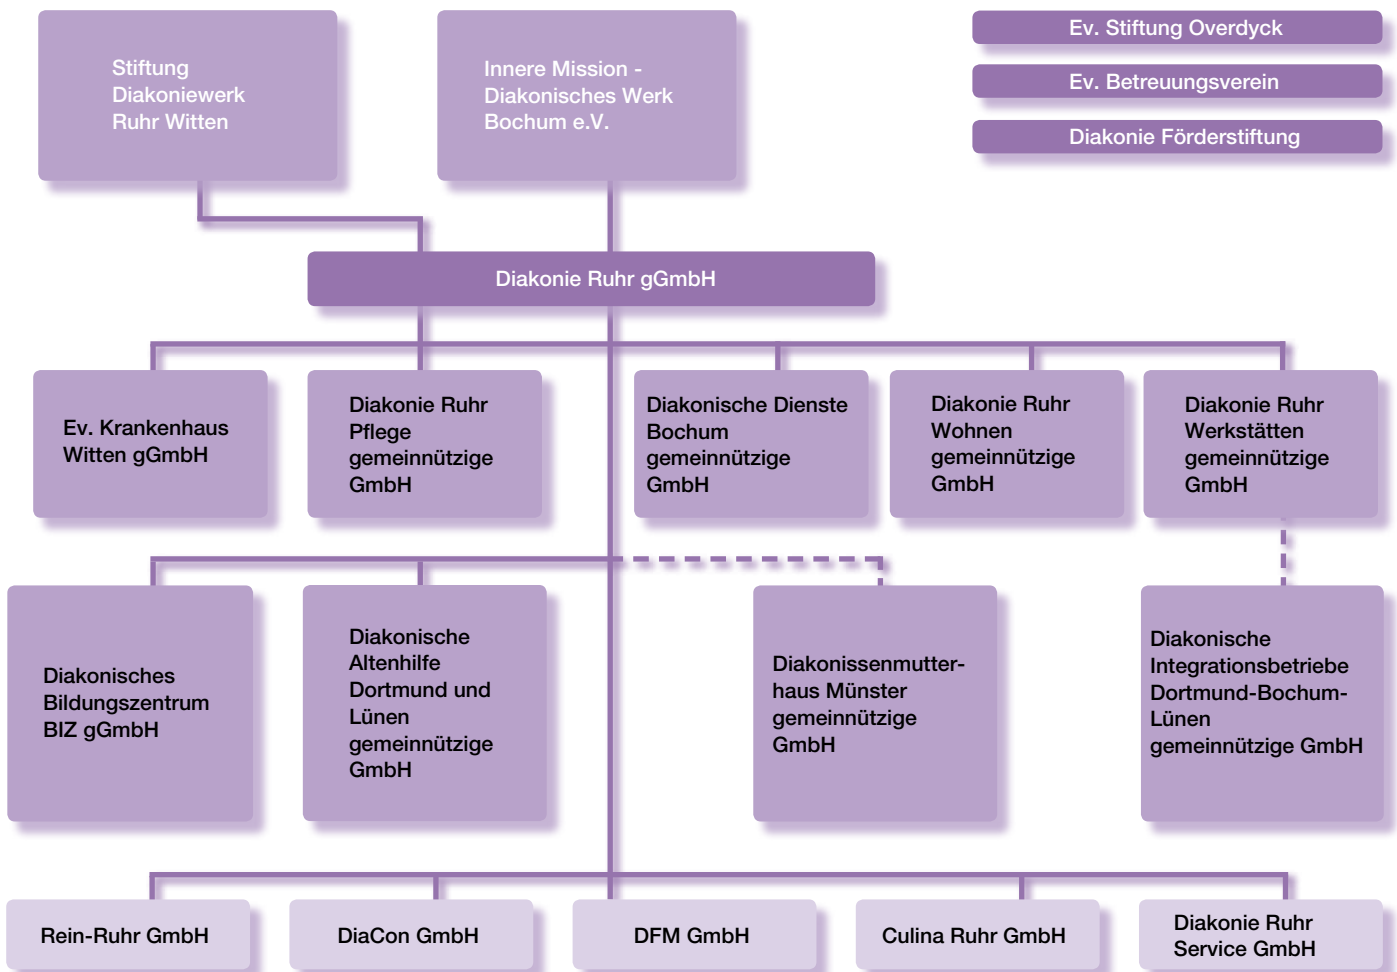 Stiftung
Diakoniewerk
Ruhr Witten
Innere Mission -
Diakonisches Werk
Bochum e.V.
Ev. Stiftung Overdyck
Ev. Betreuungsverein
Diakonie Förderstiftung
Diakonie Ruhr gGmbH
Ev. Krankenhaus
Witten gGmbH
Diakonie Ruhr
Pflege
gemeinnützige
GmbH
Diakonische Dienste
Bochum
gemeinnützige
GmbH
Diakonie Ruhr
Wohnen
gemeinnützige
GmbH
Diakonie Ruhr
Werkstätten
gemeinnützige
GmbH
Diakonisches
Bildungszentrum
BIZ gGmbH
Diakonische
Altenhilfe
Dortmund und
Lünen
gemeinnützige
GmbH
Diakonissenmutter-
haus Münster
gemeinnützige
GmbH
Diakonische
Integrationsbetriebe
Dortmund-Bochum-
Lünen
gemeinnützige GmbH
Rein-Ruhr GmbH
DiaCon GmbH
DFM GmbH
Culina Ruhr GmbH
Diakonie Ruhr
Service GmbH